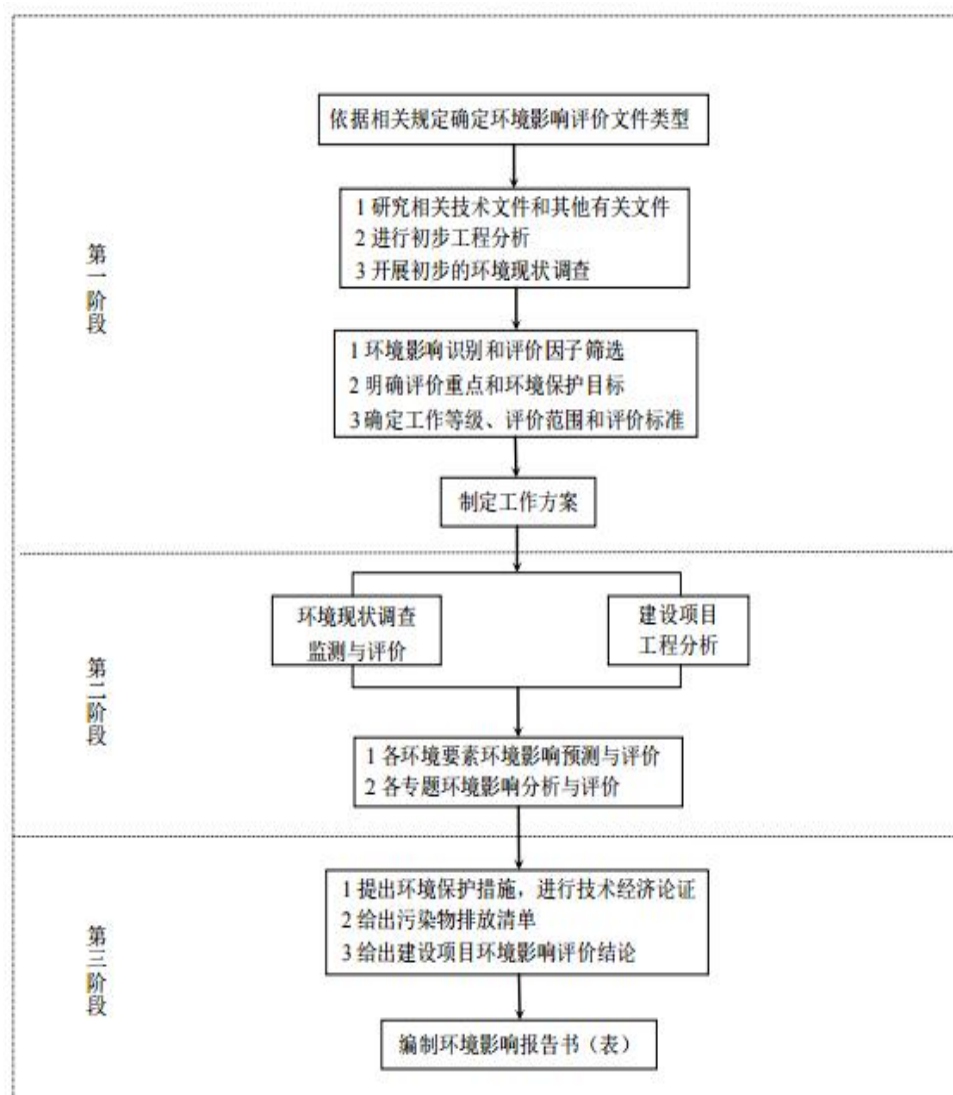 依据相关规定确定环境影响评价文件类型
1 研究相关技术文件和其他有关文件
2 进行初步工程分析
3 开展初步的环境现状调查
第一阶段
1 环境影响识别和评价因子筛选
2 明确评价重点和环境保护目标
3 确定工作等级、评价范围和评价标准
制定工作方案
环境现状调查
监测与评价
建设项目
工程分析
第二阶段
1 各环境要素环境影响预测与评价
2 各专题环境影响分析与评价
1 提出环境保护措施，进行技术经济论证
2 给出污染物排放清单
3 给出建设项目环境影响评价结论
第三阶段
编制环境影响报告书（表）